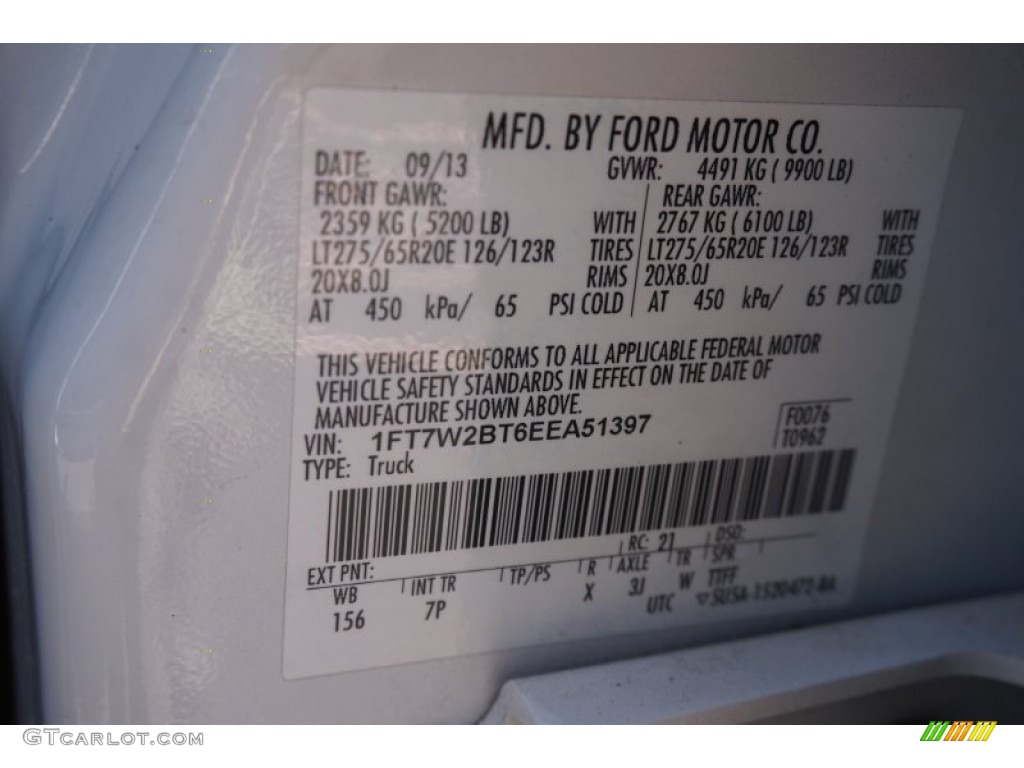 MFD. BY FORD MOTOR CO.
DATE: 09/13 GVWR: 4491 KG ( 9900 LB)
FRONT GAWR: REAR GAWR:
2359 KG ( 5200 LB) WITH 2767 KG ( 6100 LB) WITH
LT275/65R20E 126/123R TIRES LT275/65R20E 126/123R TIRES
20X8.0J RIMS 20X8.0J RIMS
AT 450 kPa/ 65 PSI COLD AT 450 kPa/ 65 PSI COLD
THIS VEHICLE CONFORMS TO ALL APPLICABLE FEDERAL MOTOR
VEHICLE SAFETY STANDARDS IN EFFECT ON THE DATE OF
MANUFACTURE SHOWN ABOVE.
VIN: 1FT7W2BT6EEA51397 F0076
TYPE: Truck T0962
EXT PNT: RC: 21 DSO:
WB INT TR TP/PS R AXLE TR SPR
156 7P X 3J W
UTC
GTCarlot.com